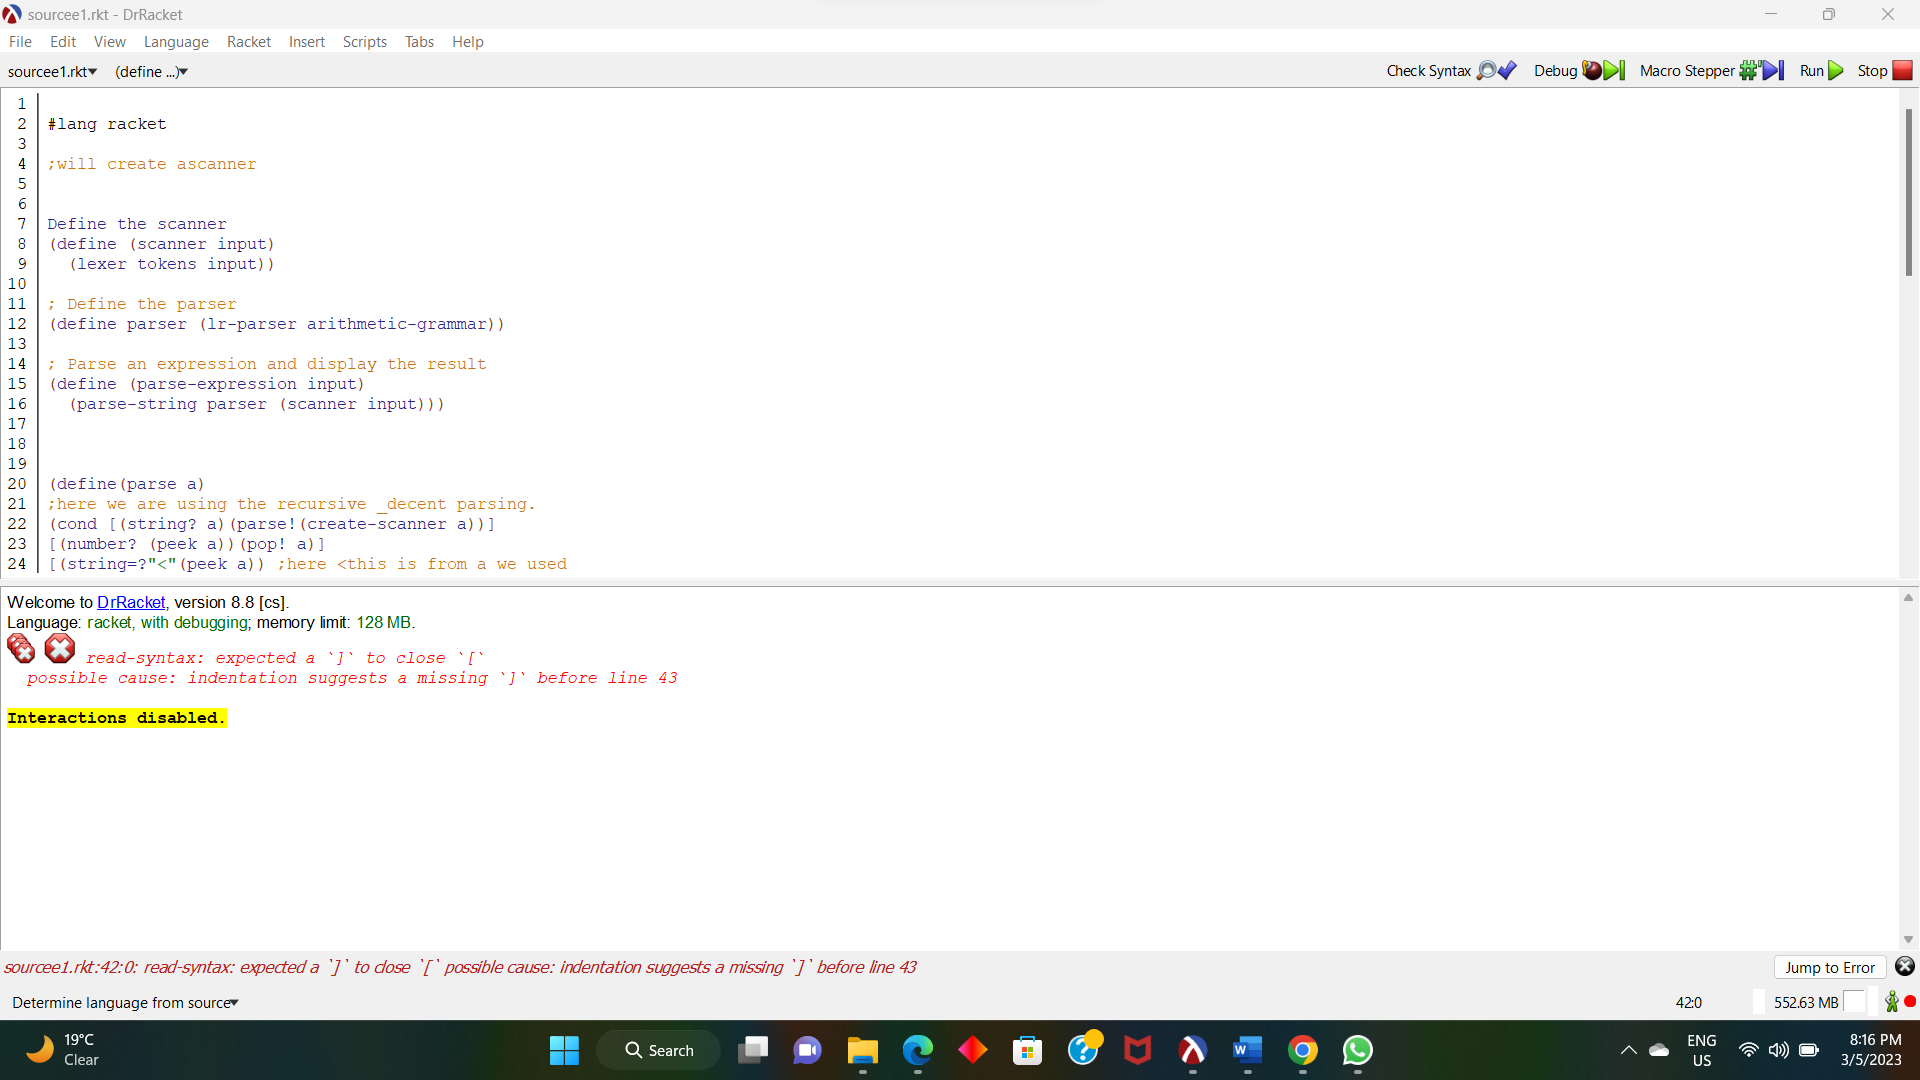 sourcee1.rkt - DrRacket
File Edit View Language Racket Insert Scripts Tabs Help
sourcee1.rkt (define ...) Check Syntax Debug Macro Stepper Run Stop
1
2 #lang racket
3
4 ;will create ascanner
5
6
7 Define the scanner
8 (define (scanner input)
9 (lexer tokens input))
10
11 ; Define the parser
12 (define parser (lr-parser arithmetic-grammar))
13
14 ; Parse an expression and display the result
15 (define (parse-expression input)
16 (parse-string parser (scanner input)))
17
18
19
20 (define(parse a)
21 ;here we are using the recursive _decent parsing.
22 (cond [(string? a)(parse!(create-scanner a))]
23 [(number? (peek a))(pop! a)]
24 [(string=?"<"(peek a)) ;here <this is from a we used
Welcome to DrRacket, version 8.8 [cs].
Language: racket, with debugging; memory limit: 128 MB.
read-syntax: expected a `]` to close `[`
possible cause: indentation suggests a missing `]` before line 43
Interactions disabled.
sourcee1.rkt:42:0: read-syntax: expected a `]` to close `[` possible cause: indentation suggests a missing `]` before line 43 Jump to Error
Determine language from source 42:0 552.63 MB
19°C
Clear
Search
ENG
US
8:16 PM
3/5/2023